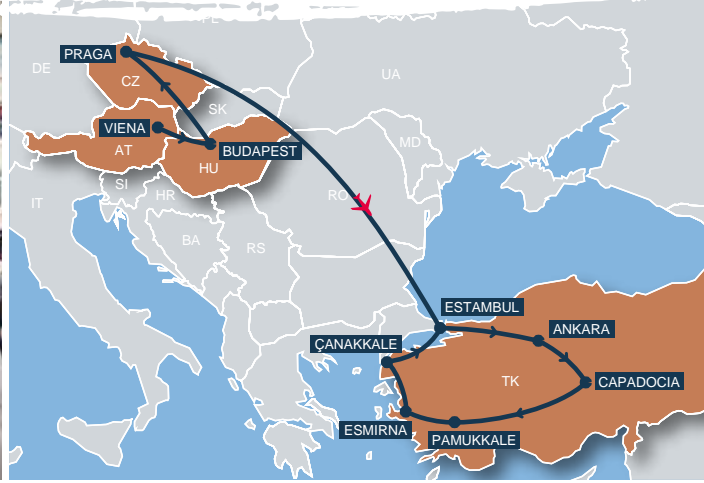 PL
DE
PRAGA
CZ
UA
SK
VIENA
BUDAPEST
AT
HU
MD
SI
HR
RO
IT
BA
RS
ESTAMBUL
ÇANAKKALE
ANKARA
TK
CAPADOCIA
ESMIRNA
PAMUKKALE